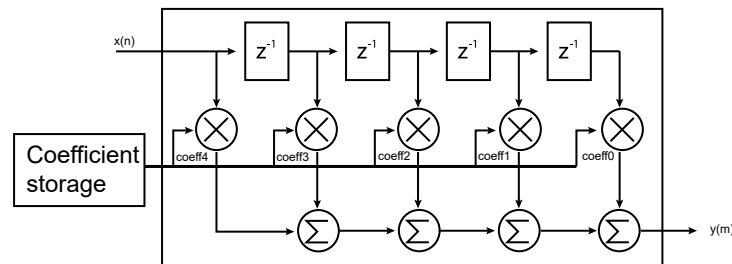 x(n)
z⁻¹
z⁻¹
z⁻¹
z⁻¹
Coefficient
storage
coeff4
coeff3
coeff2
coeff1
coeff0
Σ
Σ
Σ
Σ
y(m)